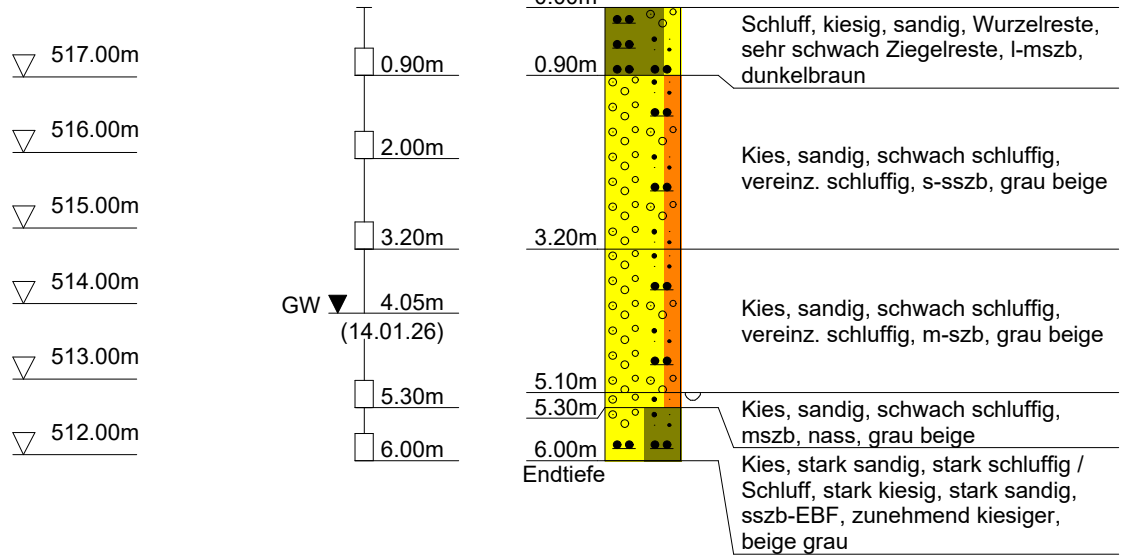 0.00m
Schluff, kiesig, sandig, Wurzelreste,
sehr schwach Ziegelreste, l-mszb,
dunkelbraun
517.00m
0.90m
0.90m
516.00m
2.00m
Kies, sandig, schwach schluffig,
vereinz. schluffig, s-sszb, grau beige
515.00m
3.20m
3.20m
514.00m
GW
4.05m
(14.01.26)
Kies, sandig, schwach schluffig,
vereinz. schluffig, m-szb, grau beige
513.00m
5.10m
5.30m
5.30m
Kies, sandig, schwach schluffig,
mszb, nass, grau beige
512.00m
6.00m
6.00m
Endtiefe
Kies, stark sandig, stark schluffig /
Schluff, stark kiesig, stark sandig,
sszb-EBF, zunehmend kiesiger,
beige grau